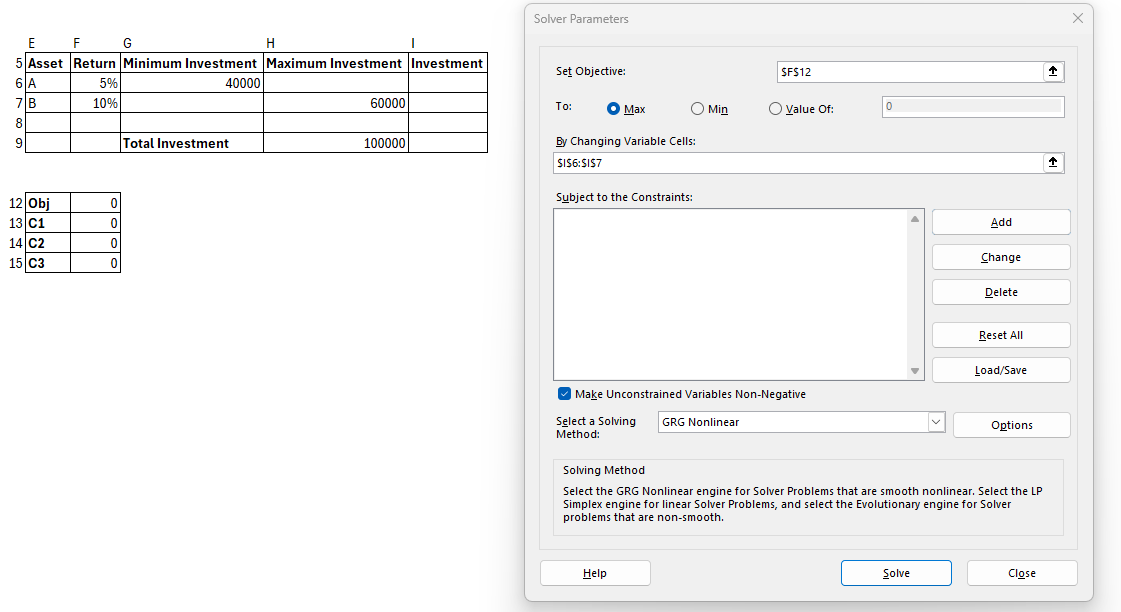 E F G H I
5 Asset Return Minimum Investment Maximum Investment Investment
6 A 5% 40000
7 B 10% 60000
8
9 Total Investment 100000
12 Obj 0
13 C1 0
14 C2 0
15 C3 0
Solver Parameters
Set Objective: $F$12
To: Max Min Value Of: 0
By Changing Variable Cells:
$I$6:$I$7
Subject to the Constraints:
Add
Change
Delete
Reset All
Load/Save
Make Unconstrained Variables Non-Negative
Select a Solving
Method:
GRG Nonlinear
Options
Solving Method
Select the GRG Nonlinear engine for Solver Problems that are smooth nonlinear. Select the LP
Simplex engine for linear Solver Problems, and select the Evolutionary engine for Solver
problems that are non-smooth.
Help Solve Close